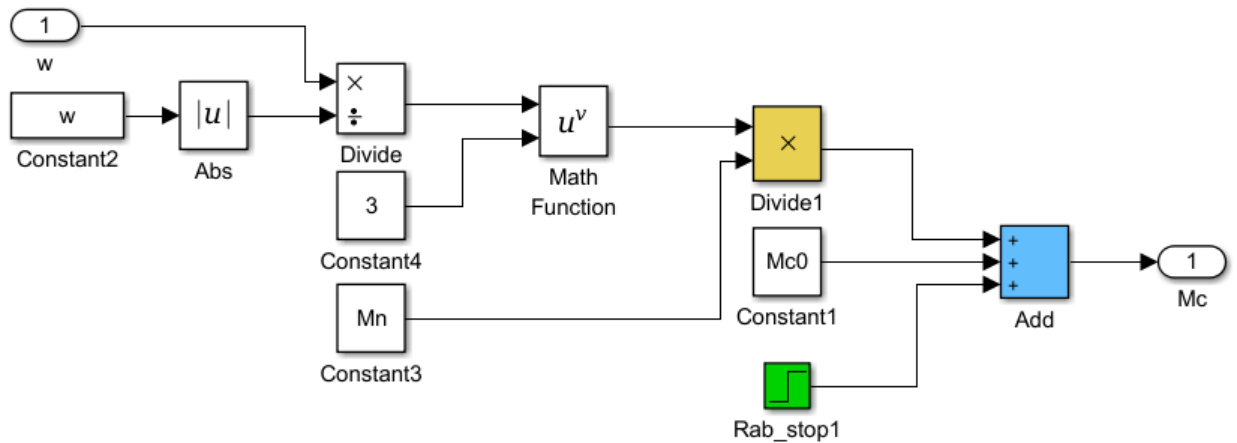 1
w
w
Constant2
|u|
Abs
×
÷
Divide
3
Constant4
Mn
Constant3
u^v
Math
Function
×
Divide1
Mc0
Constant1
Rab_stop1
+
+
+
Add
1
Mc